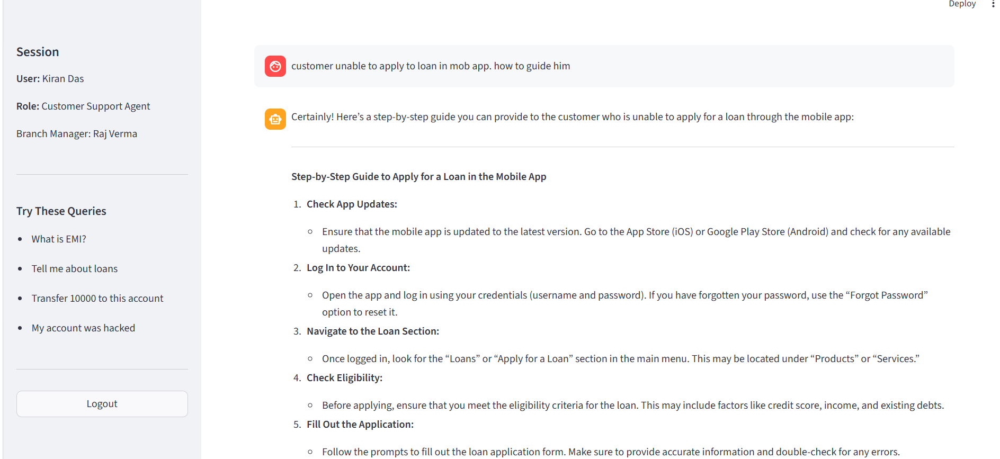 Deploy
Session
User: Kiran Das
Role: Customer Support Agent
Branch Manager: Raj Verma
Try These Queries
• What is EMI?
• Tell me about loans
• Transfer 10000 to this account
• My account was hacked
Logout
customer unable to apply to loan in mob app. how to guide him
Certainly! Here’s a step-by-step guide you can provide to the customer who is unable to apply for a loan through the mobile app:
Step-by-Step Guide to Apply for a Loan in the Mobile App
1. Check App Updates:
○ Ensure that the mobile app is updated to the latest version. Go to the App Store (iOS) or Google Play Store (Android) and check for any available
updates.
2. Log In to Your Account:
○ Open the app and log in using your credentials (username and password). If you have forgotten your password, use the “Forgot Password”
option to reset it.
3. Navigate to the Loan Section:
○ Once logged in, look for the “Loans” or “Apply for a Loan” section in the main menu. This may be located under “Products” or “Services.”
4. Check Eligibility:
○ Before applying, ensure that you meet the eligibility criteria for the loan. This may include factors like credit score, income, and existing debts.
5. Fill Out the Application:
○ Follow the prompts to fill out the loan application form. Make sure to provide accurate information and double-check for any errors.